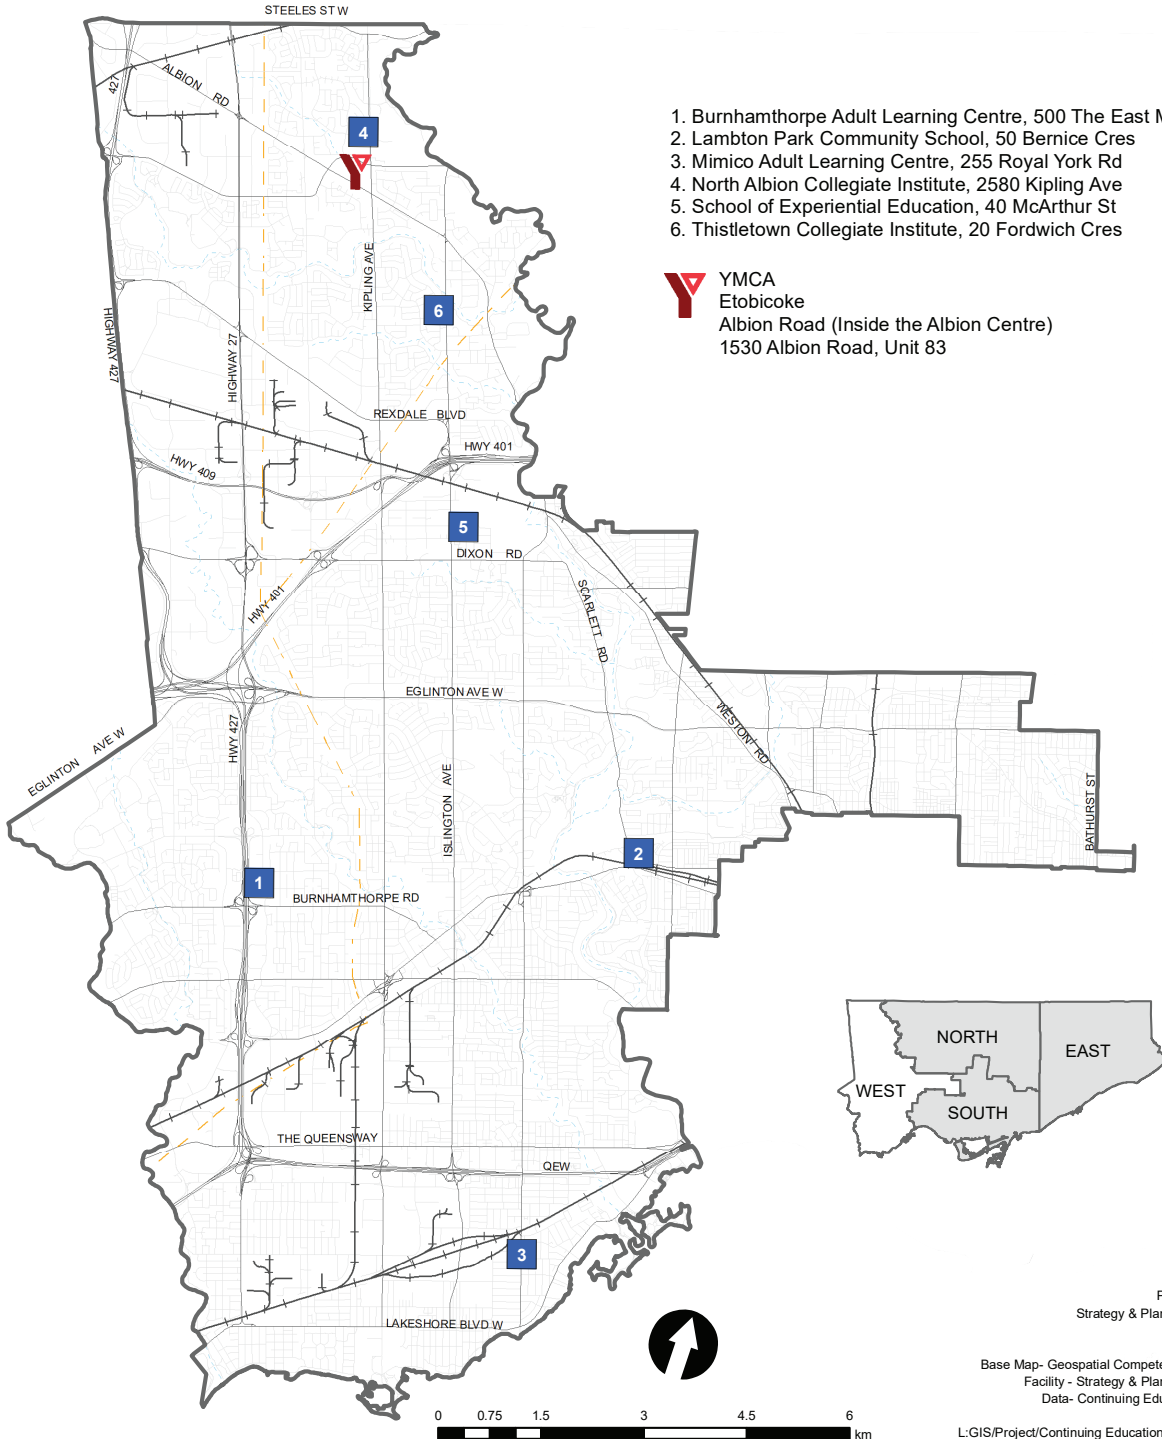 STEELES ST W
427
ALBION RD
1. Burnhamthorpe Adult Learning Centre, 500 The East
2. Lambton Park Community School, 50 Bernice Cres
3. Mimico Adult Learning Centre, 255 Royal York Rd
4. North Albion Collegiate Institute, 2580 Kipling Ave
5. School of Experiential Education, 40 McArthur St
6. Thistletown Collegiate Institute, 20 Fordwich Cres
4
YMCA
Etobicoke
Albion Road (Inside the Albion Centre)
1530 Albion Road, Unit 83
KIPLING AVE
6
HIGHWAY 427
HIGHWAY 27
REXDALE BLVD
HWY 401
HWY 409
5
DIXON RD
HWY 401
SCARLETT RD
EGLINTON AVE W
WESTON RD
HWY 427
EGLINTON AVE W
ISLINGTON AVE
BATHURST ST
2
1
BURNHAMTHORPE RD
NORTH
EAST
WEST
SOUTH
THE QUEENSWAY
QEW
3
LAKESHORE BLVD W
Strategy &
Base Map- Geospatial
Facility - Strategy &
Data- Continuing
0 0.75 1.5 3 4.5 6
km
L:GIS/Project/Continuing Education